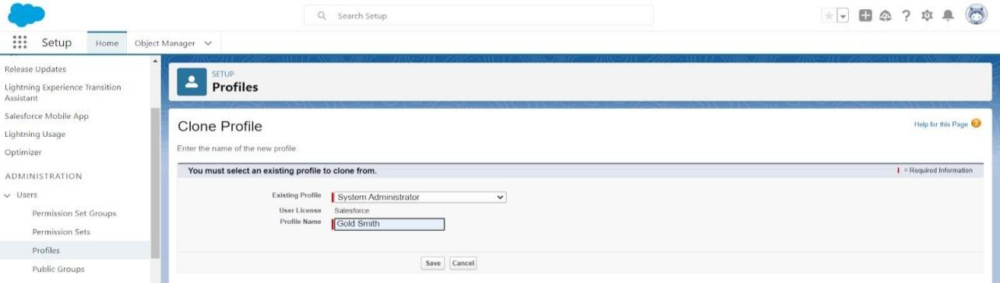 Search Setup
Setup
Home
Object Manager
Release Updates
Lightning Experience Transition
Assistant
Salesforce Mobile App
Lightning Usage
Optimizer
ADMINISTRATION
Users
Permission Set Groups
Permission Sets
Profiles
Public Groups
SETUP
Profiles
Clone Profile
Help for this Page
Enter the name of the new profile.
You must select an existing profile to clone from.
= Required Information
Existing Profile System Administrator
User License Salesforce
Profile Name Gold Smith
Save Cancel